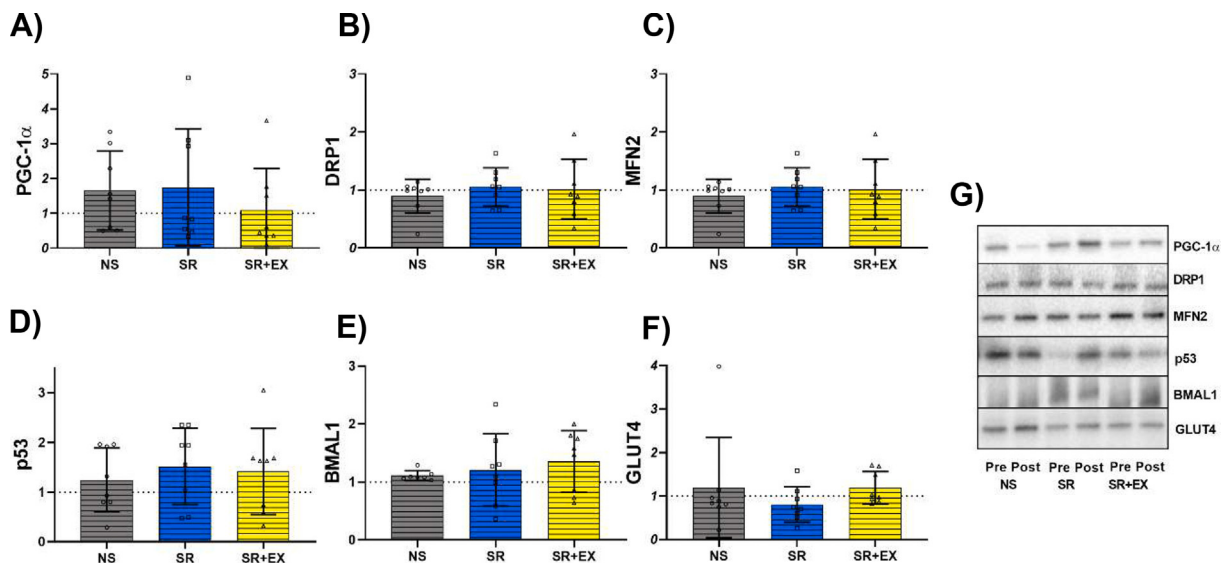 A)
B)
C)
PGC-1α
5
4
3
2
1
0
NS SR SR+EX
DRP1
3
2
1
0
NS SR SR+EX
MFN2
3
2
1
0
NS SR SR+EX
D)
E)
F)
p53
3
2
1
0
NS SR SR+EX
BMAL1
3
2
1
0
NS SR SR+EX
GLUT4
4
3
2
1
0
NS SR SR+EX
G)
PGC-1α
DRP1
MFN2
p53
BMAL1
GLUT4
Pre Post Pre Post Pre Post
NS SR SR+EX